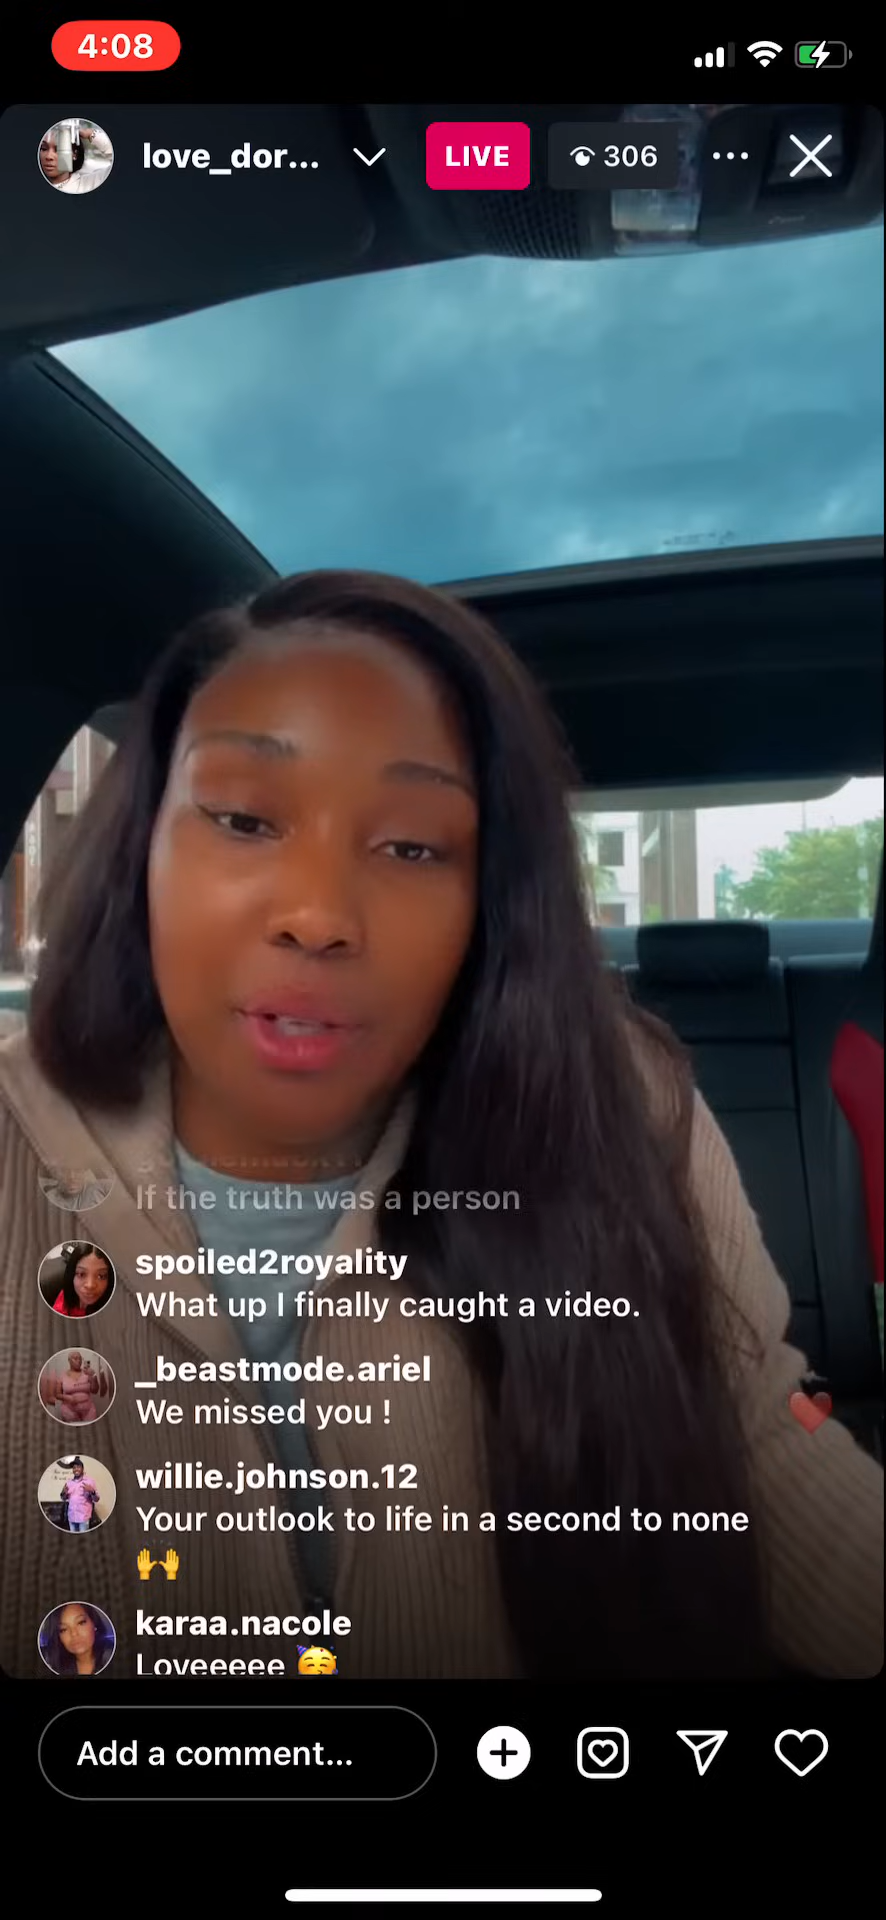 4:08
love_dor...
LIVE
306
If the truth was a person
spoiled2royality
What up I finally caught a video.
_beastmode.ariel
We missed you !
willie.johnson.12
Your outlook to life in a second to none
🙌
karaa.nacole
Loveeeee 🥳
Add a comment...